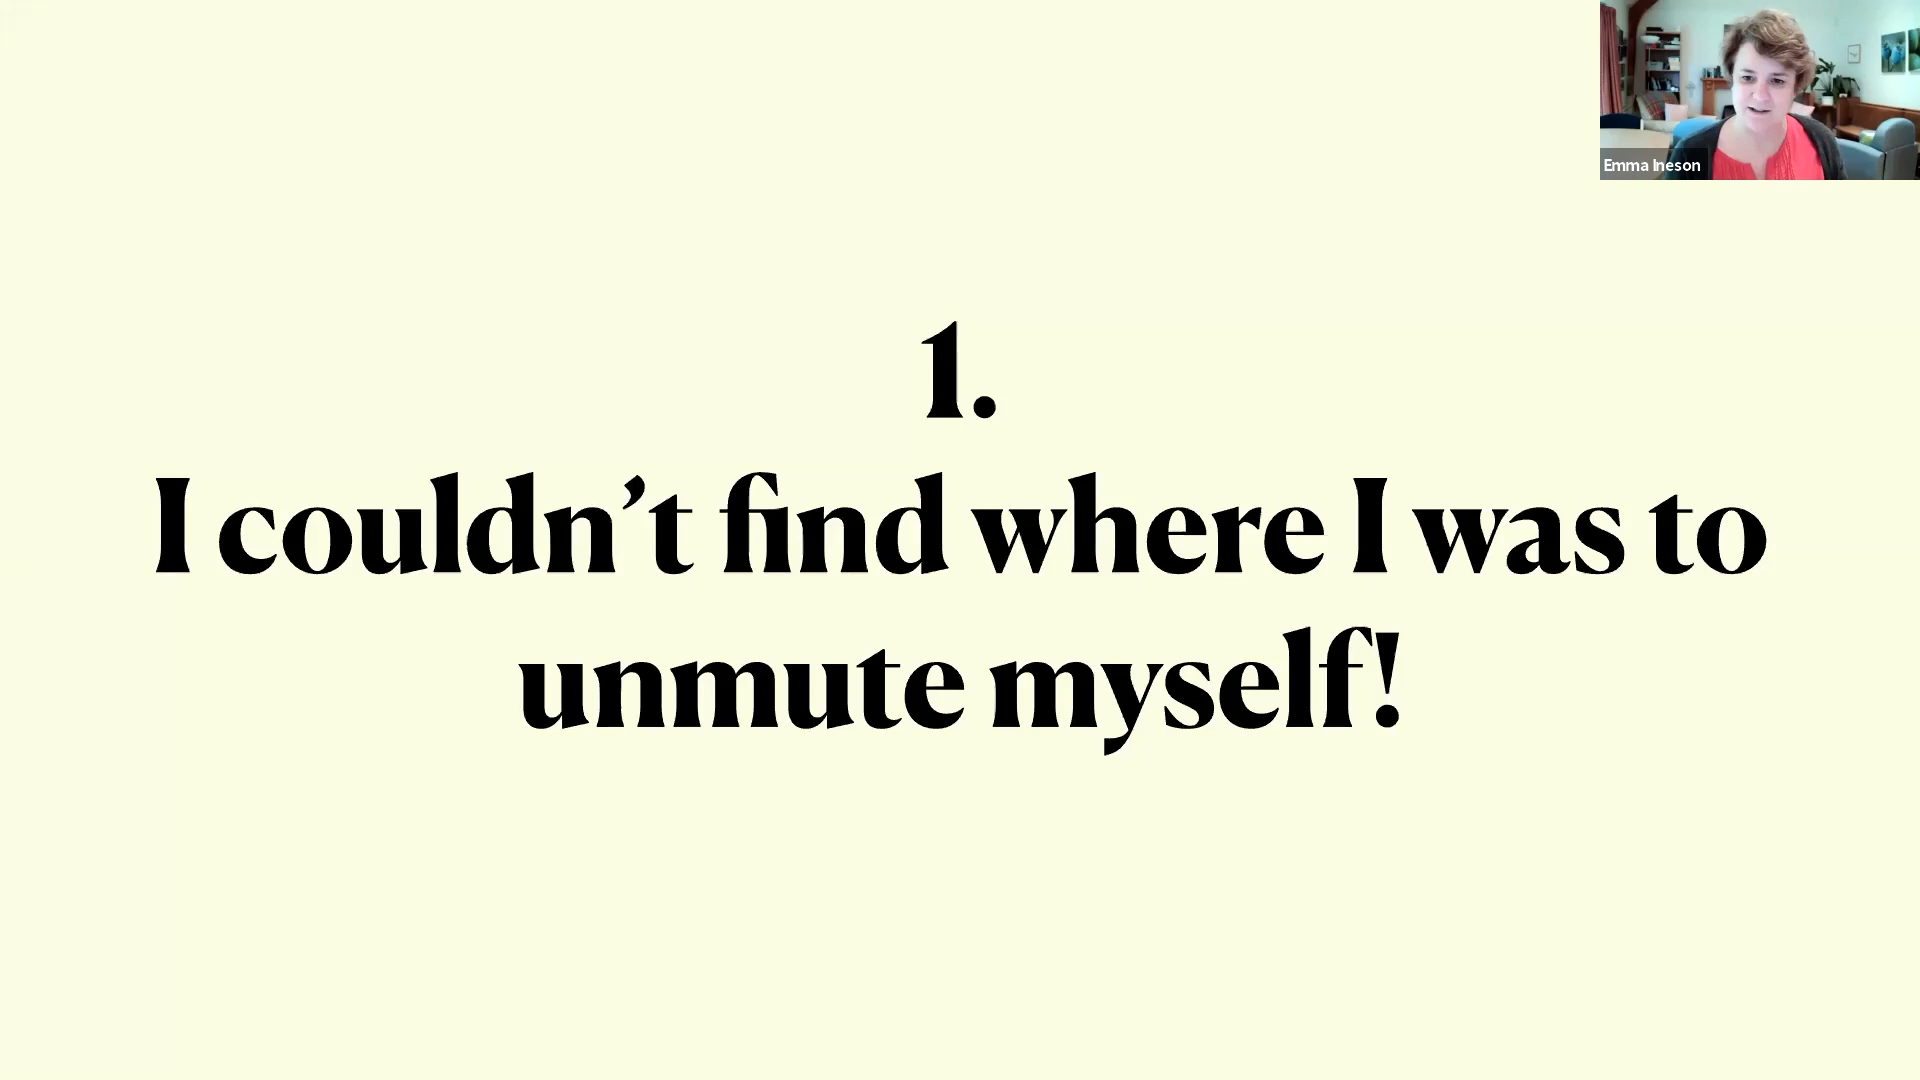 Emma Ineson
1.
I couldn’t find where I was to
unmute myself!